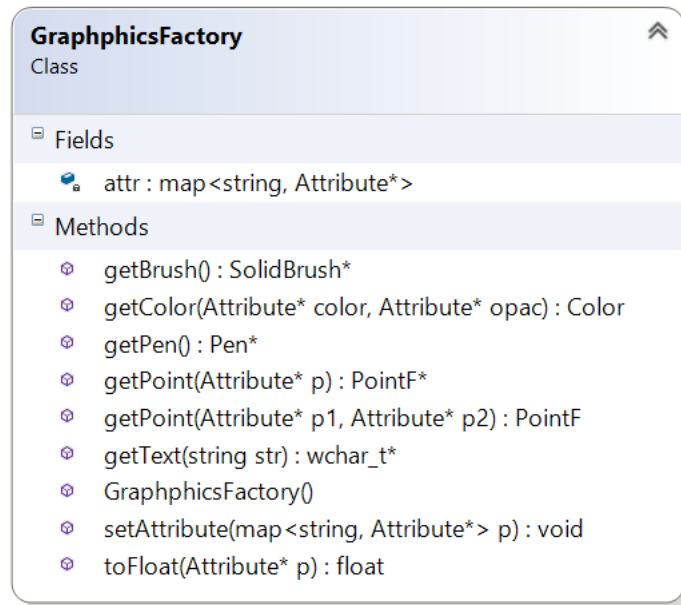 GraphphicsFactory
Class
Fields
attr : map<string, Attribute*>
Methods
getBrush() : SolidBrush*
getColor(Attribute* color, Attribute* opac) : Color
getPen() : Pen*
getPoint(Attribute* p) : PointF*
getPoint(Attribute* p1, Attribute* p2) : PointF
getText(string str) : wchar_t*
GraphphicsFactory()
setAttribute(map<string, Attribute*> p) : void
toFloat(Attribute* p) : float